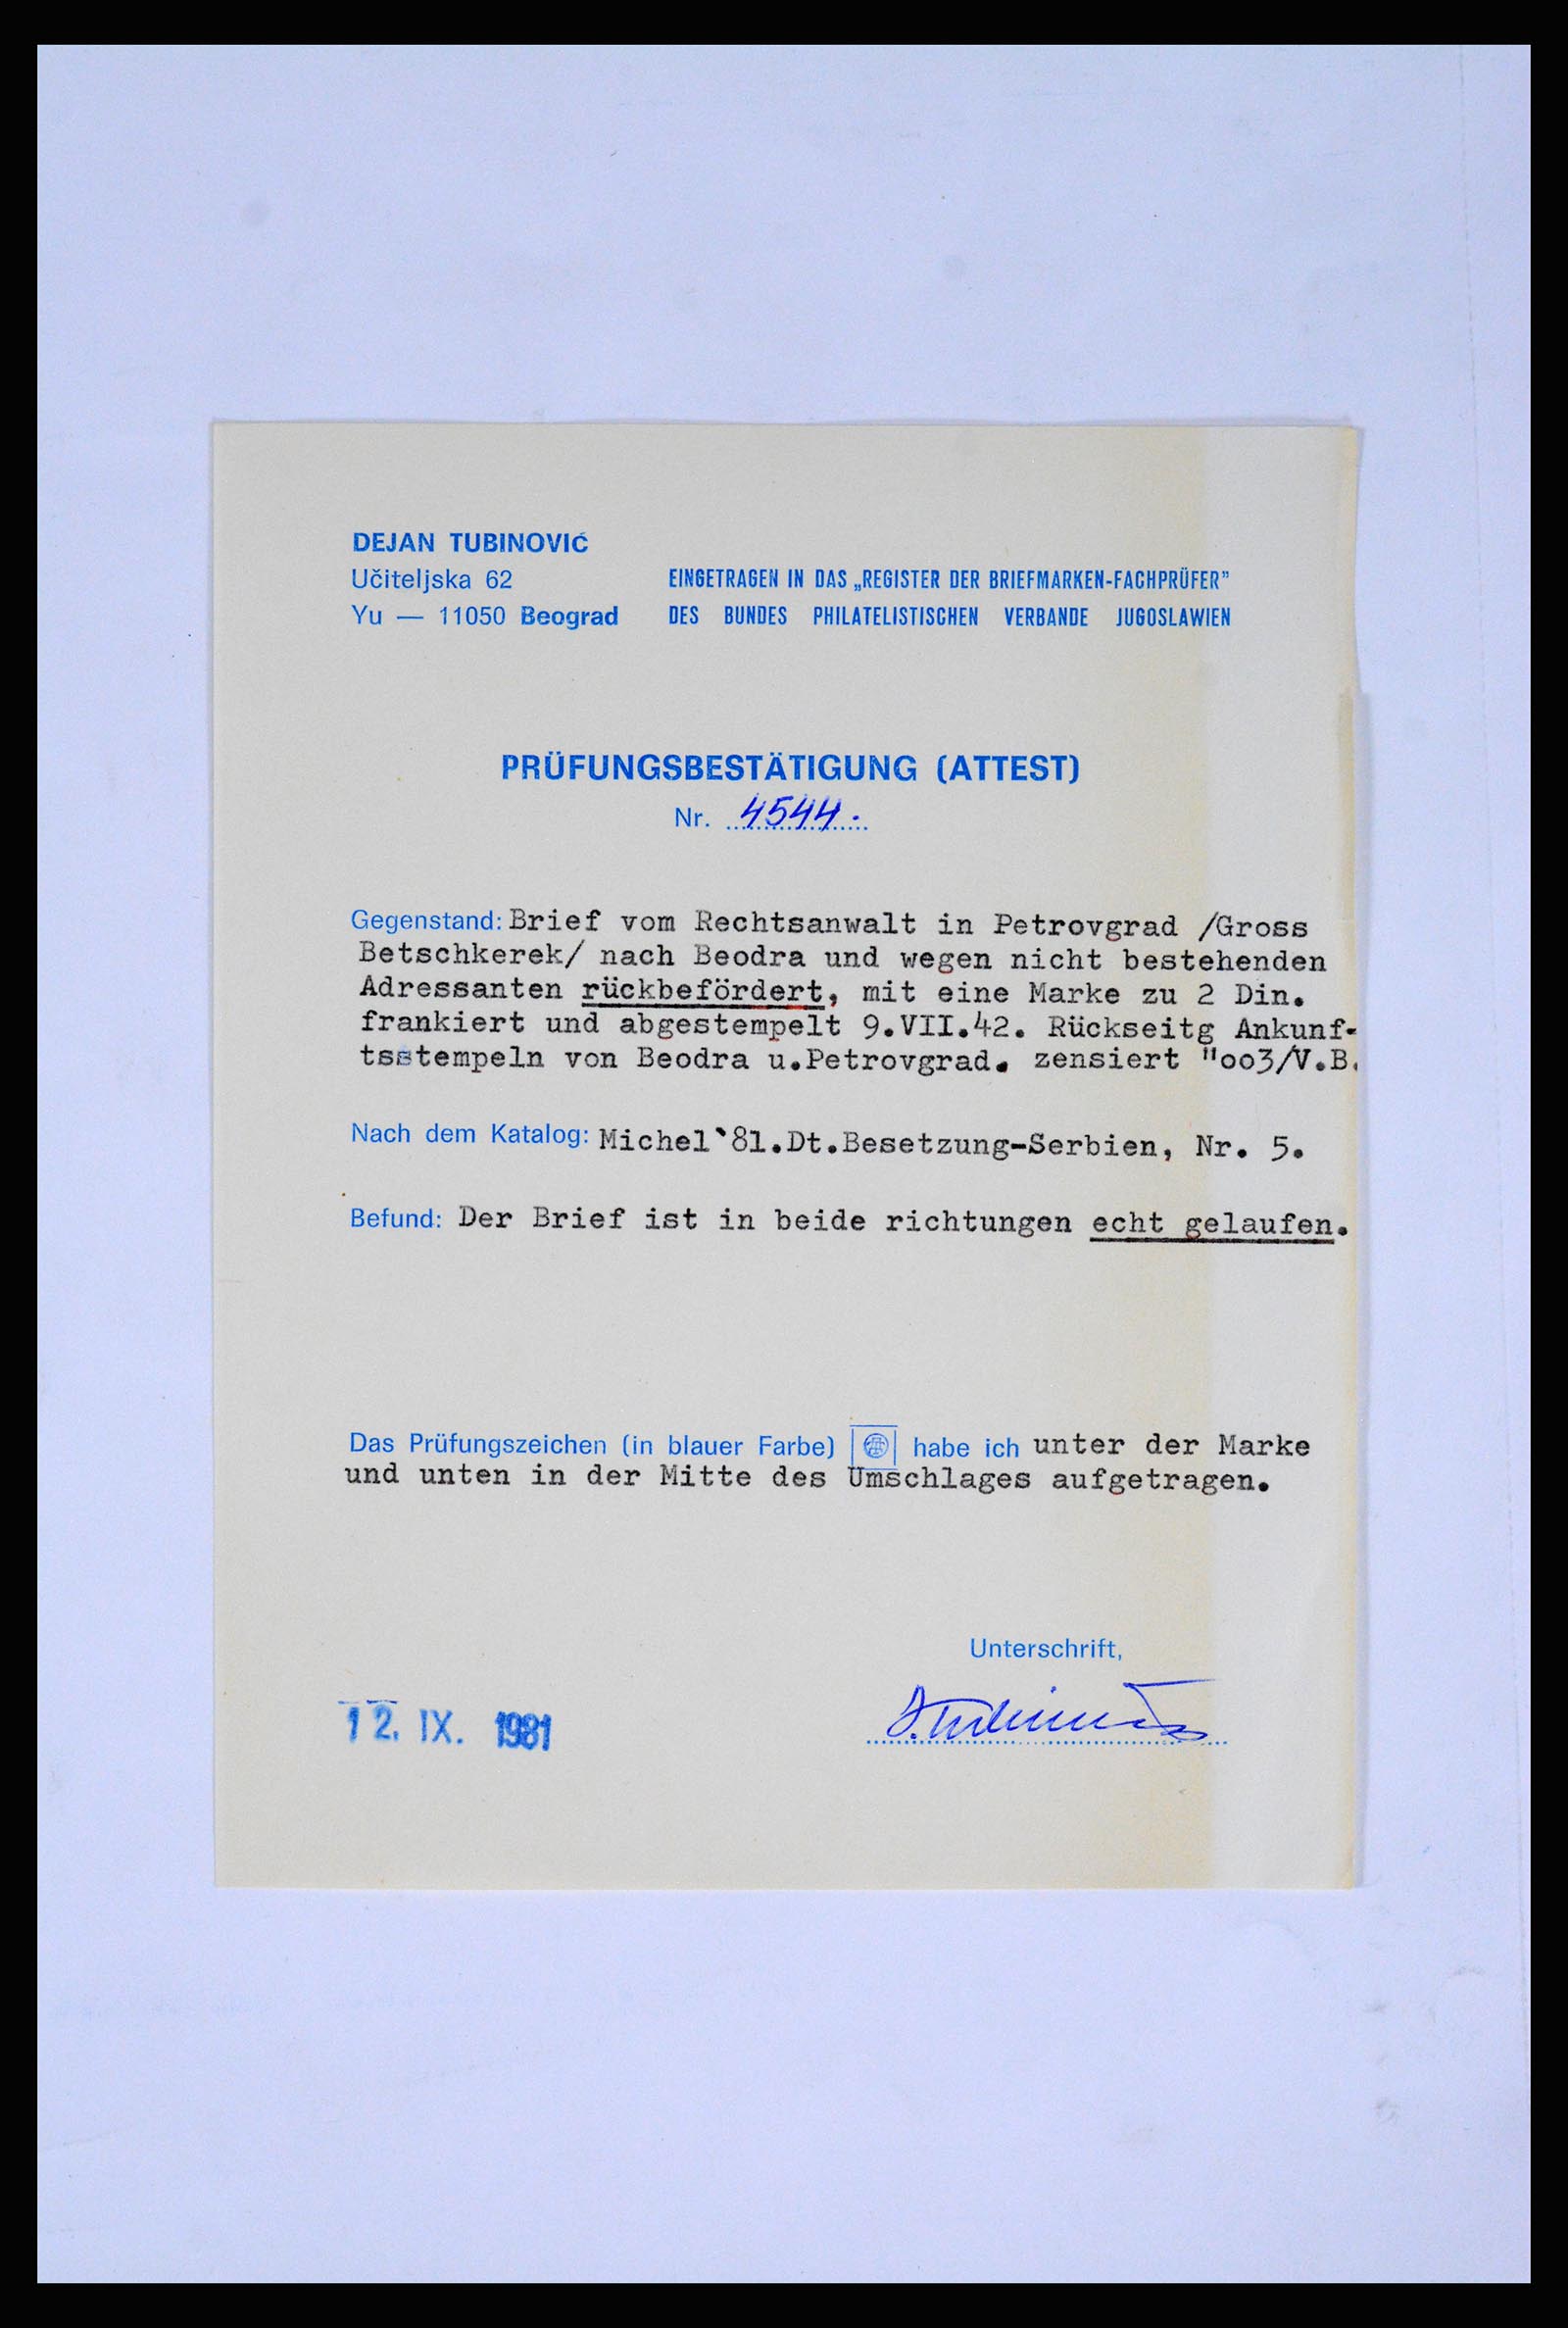 DEJAN TUBINOVIĆ
Učiteljska 62
Yu — 11050 Beograd
EINGETRAGEN IN DAS „REGISTER DER BRIEFMARKEN-FACHPRÜFER”
DES BUNDES PHILATELISTISCHEN VERBANDE JUGOSLAWIEN
PRÜFUNGSBESTÄTIGUNG (ATTEST)
Nr. 4544.
Gegenstand: Brief vom Rechtsanwalt in Petrovgrad /Gross
Betschkerek/ nach Beodra und wegen nicht bestehenden
Adressanten rückbefördert, mit eine Marke zu 2 Din.
frankiert und abgestempelt 9.VII.42. Rückseitg Ankunf-
tsstempeln von Beodra u.Petrovgrad. zensiert "oo3/V.B.
Nach dem Katalog: Michel`81.Dt.Besetzung-Serbien, Nr. 5.
Befund: Der Brief ist in beide richtungen echt gelaufen.
Das Prüfungszeichen (in blauer Farbe) habe ich unter der Marke
und unten in der Mitte des Umschlages aufgetragen.
Unterschrift,
12. IX. 1981